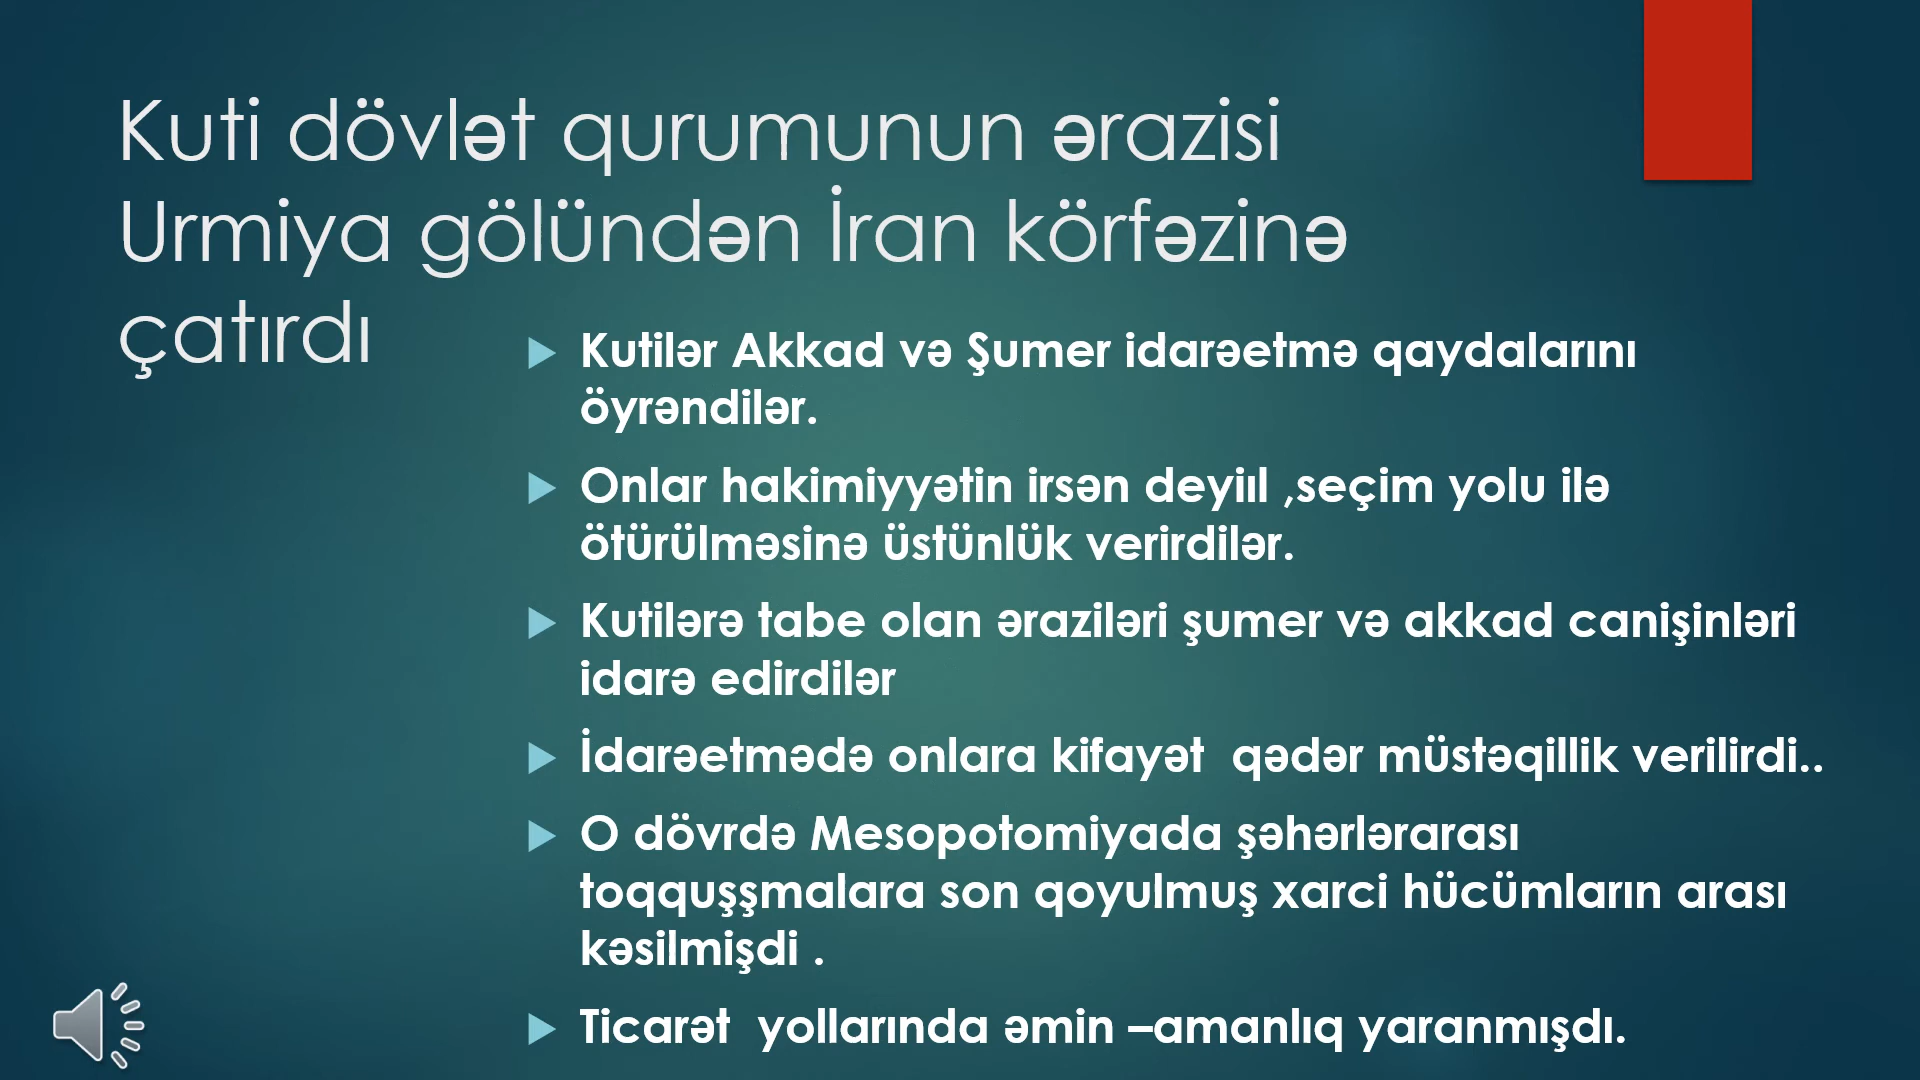 Kuti dövlət qurumunun ərazisi
Urmiya gölündən İran körfəzinə
çatırdı
Kutilər Akkad və Şumer idarəetmə qaydalarını
öyrəndilər.
Onlar hakimiyyətin irsən deyiıl ,seçim yolu ilə
ötürülməsinə üstünlük verirdilər.
Kutilərə tabe olan əraziləri şumer və akkad canişinləri
idarə edirdilər
İdarəetmədə onlara kifayət  qədər müstəqillik verilirdi..
O dövrdə Mesopotomiyada şəhərlərarası
toqquşşmalara son qoyulmuş xarci hücümların arası
kəsilmişdi .
Ticarət  yollarında əmin –amanlıq yaranmışdı.